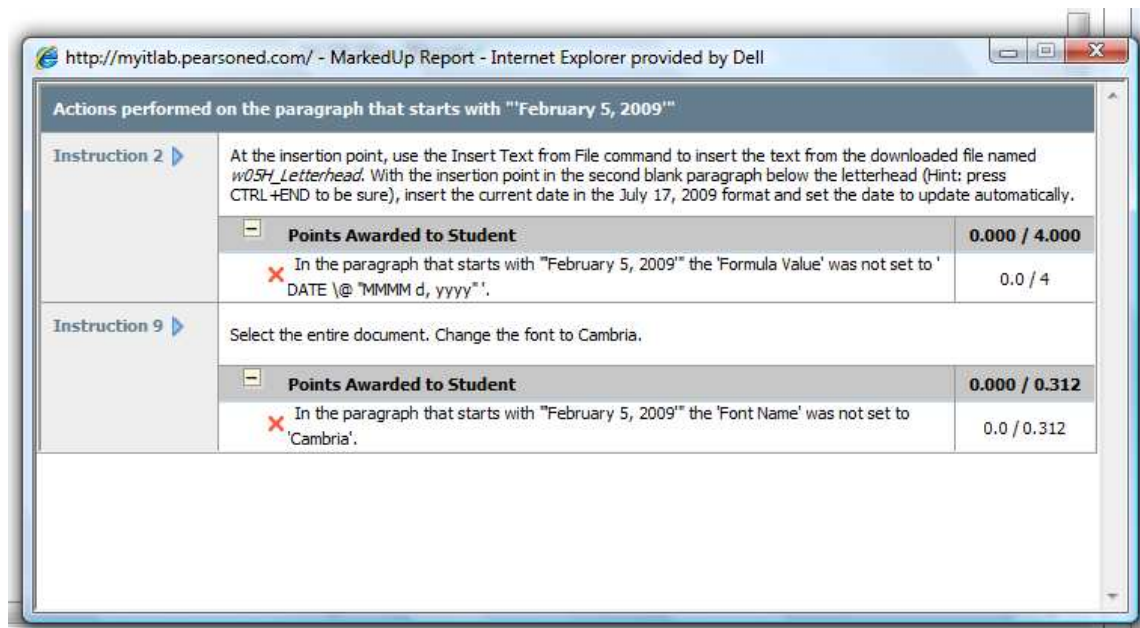 http://myitlab.pearsoned.com/ - MarkedUp Report - Internet Explorer provided by Dell
Actions performed on the paragraph that starts with "'February 5, 2009'"
Instruction 2
At the insertion point, use the Insert Text from File command to insert the text from the downloaded file named
w05H_Letterhead. With the insertion point in the second blank paragraph below the letterhead (Hint: press
CTRL+END to be sure), insert the current date in the July 17, 2009 format and set the date to update automatically.
Points Awarded to Student 0.000 / 4.000
In the paragraph that starts with "'February 5, 2009'" the 'Formula Value' was not set to '
DATE \@ "MMMM d, yyyy" '. 0.0 / 4
Instruction 9
Select the entire document. Change the font to Cambria.
Points Awarded to Student 0.000 / 0.312
In the paragraph that starts with "'February 5, 2009'" the 'Font Name' was not set to
'Cambria'. 0.0 / 0.312